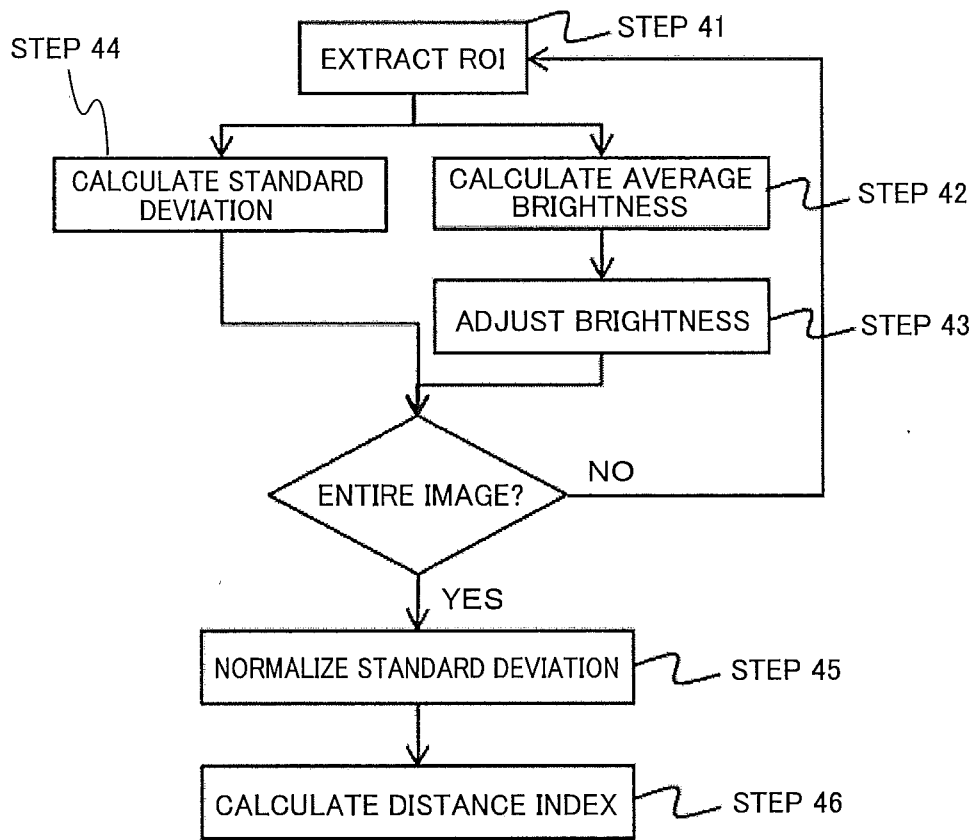 STEP 41
EXTRACT ROI
STEP 44
CALCULATE STANDARD
DEVIATION
CALCULATE AVERAGE
BRIGHTNESS
STEP 42
ADJUST BRIGHTNESS
STEP 43
ENTIRE IMAGE?
NO
YES
NORMALIZE STANDARD DEVIATION
STEP 45
CALCULATE DISTANCE INDEX
STEP 46